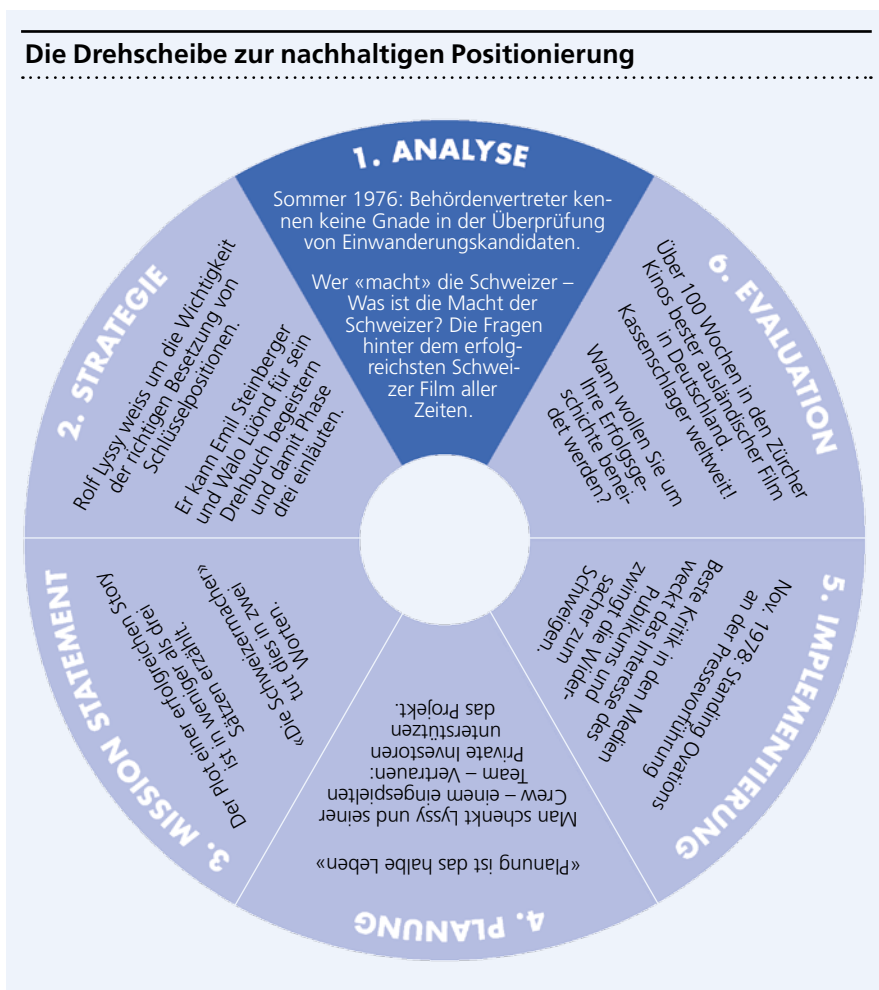 Die Drehscheibe zur nachhaltigen Positionierung
1. ANALYSE
Sommer 1976: Behördenvertreter ken-
nen keine Gnade in der Überprüfung
von Einwanderungskandidaten.
Wer «macht» die Schweizer –
Was ist die Macht der
Schweizer? Die Fragen
hinter dem erfolg-
reichsten Schwei-
zer Film aller
Zeiten.
2. STRATEGIE
Rolf Lyssy weiss um die Wichtigkeit
der richtigen Besetzung von
Schlüsselpositionen.
Er kann Emil Steinberger
und Walo Lüönd für sein
Drehbuch begeistern
und damit Phase
drei einläuten.
3. MISSION STATEMENT
Der Plot einer erfolgreichen Story
ist in weniger als drei
Sätzen erzählt.
«Die Schweizermacher»
tut dies in zwei
Worten.
4. PLANUNG
«Planung ist das halbe Leben»
Man schenkt Lyssy und seiner
Crew – einem eingespielten
Team – Vertrauen:
Private Investoren
unterstützen
das Projekt.
5. IMPLEMENTIERUNG
Nov. 1978: Standing Ovations
an der Pressevorführung
Beste Kritik in den Medien
weckt das Interesse des
Publikums und
zwingt die Wider-
sacher zum
Schweigen.
6. EVALUATION
Über 100 Wochen in den Zürcher
Kinos bester ausländischer Film
in Deutschland.
Kassenschlager weltweit!
Wann wollen Sie um
Ihre Erfolgsge-
schichte benei-
det werden?